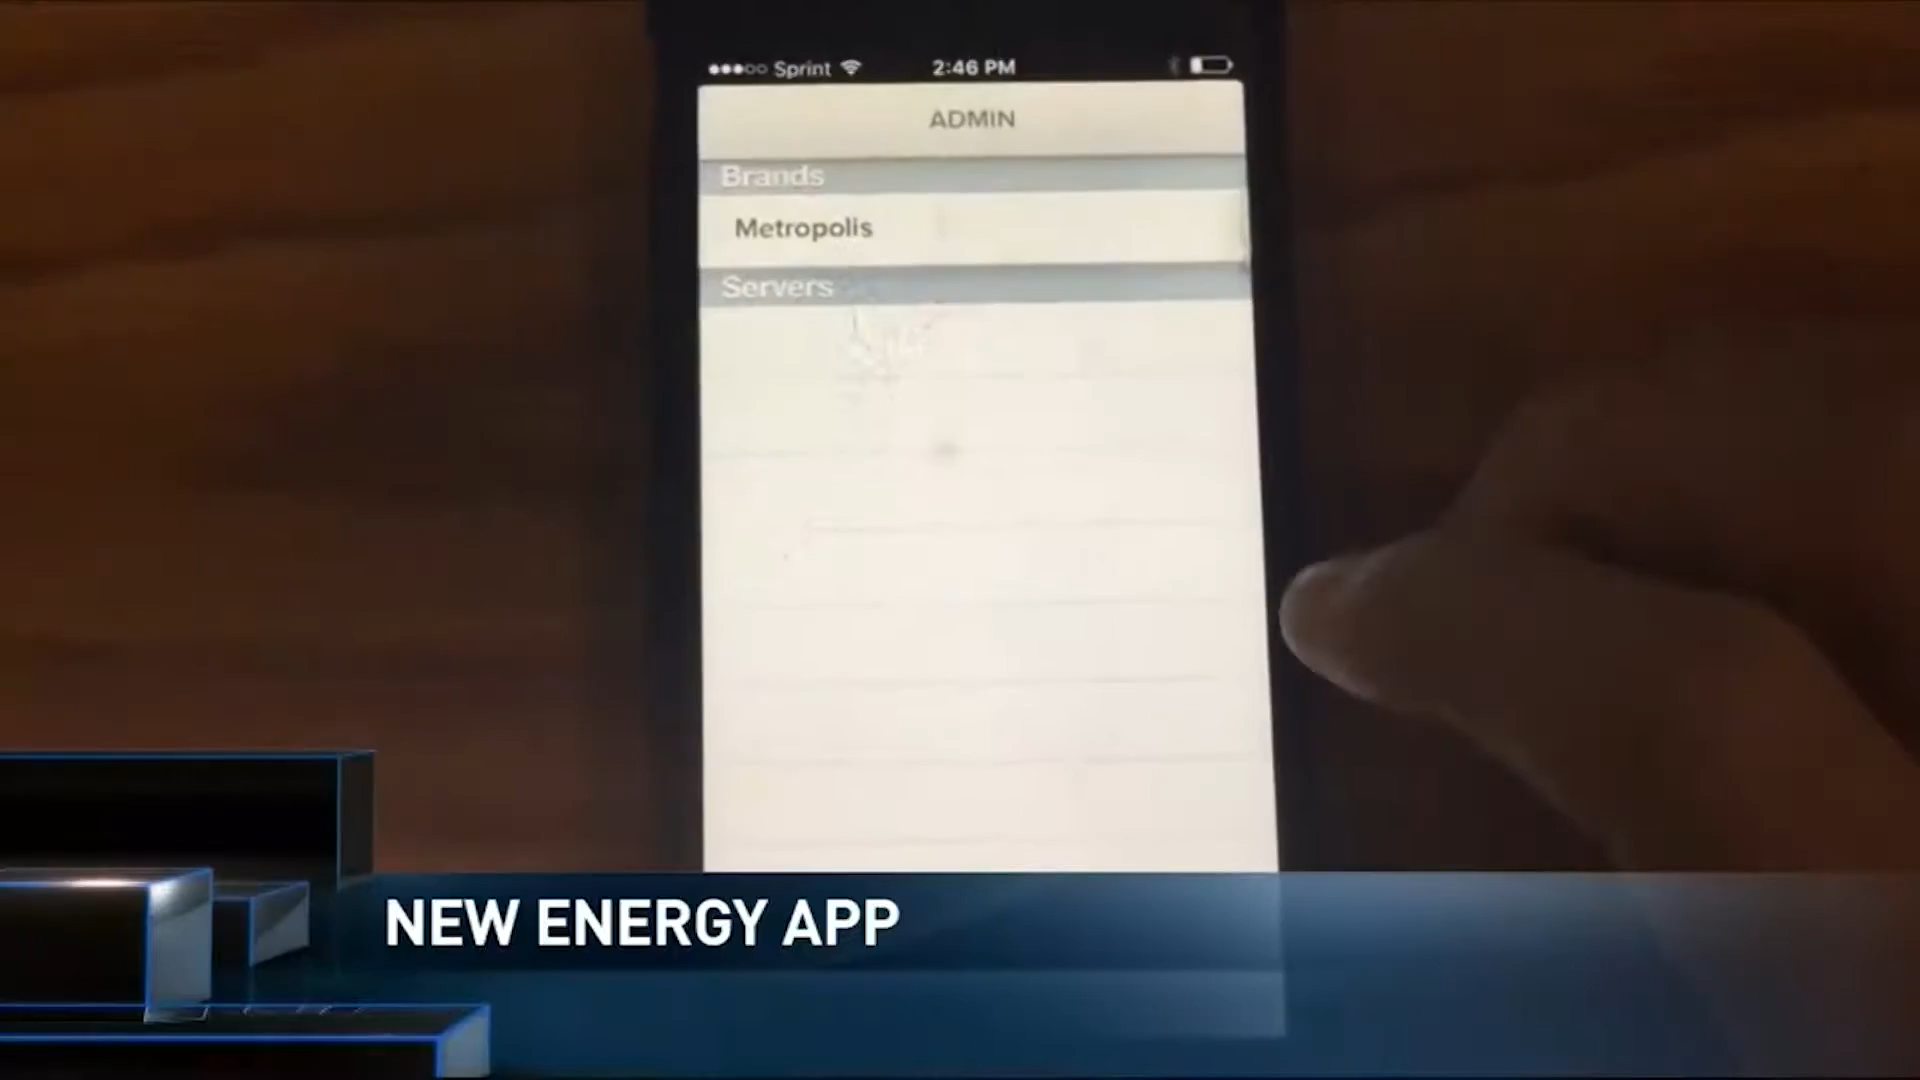 Sprint 2:46 PM
ADMIN
Brands
Metropolis
Servers
NEW ENERGY APP